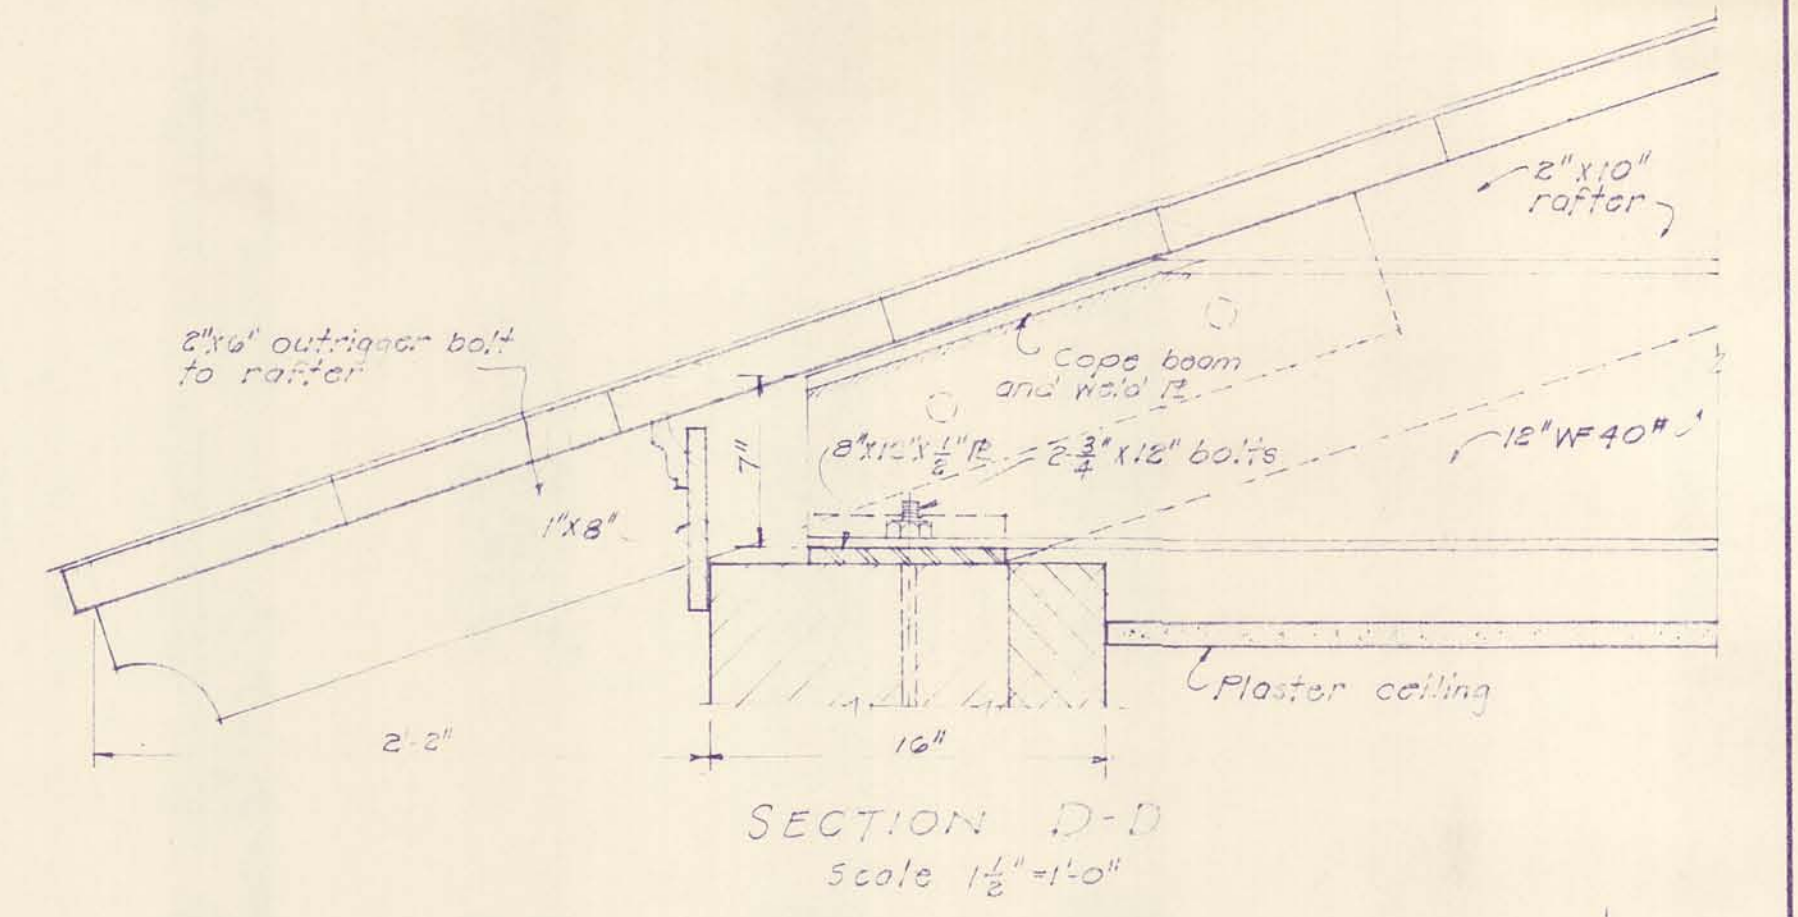 2"x10"
rafter
2"x6" outrigger bolt
to rafter
Cope beam
and weld ⅊
7"
8"x10"x½" ⅊
2-¾"x12" bolts
12" WF 40#
1"x8"
Plaster ceiling
2'-2"
16"
SECTION D-D
Scale 1½"=1'-0"